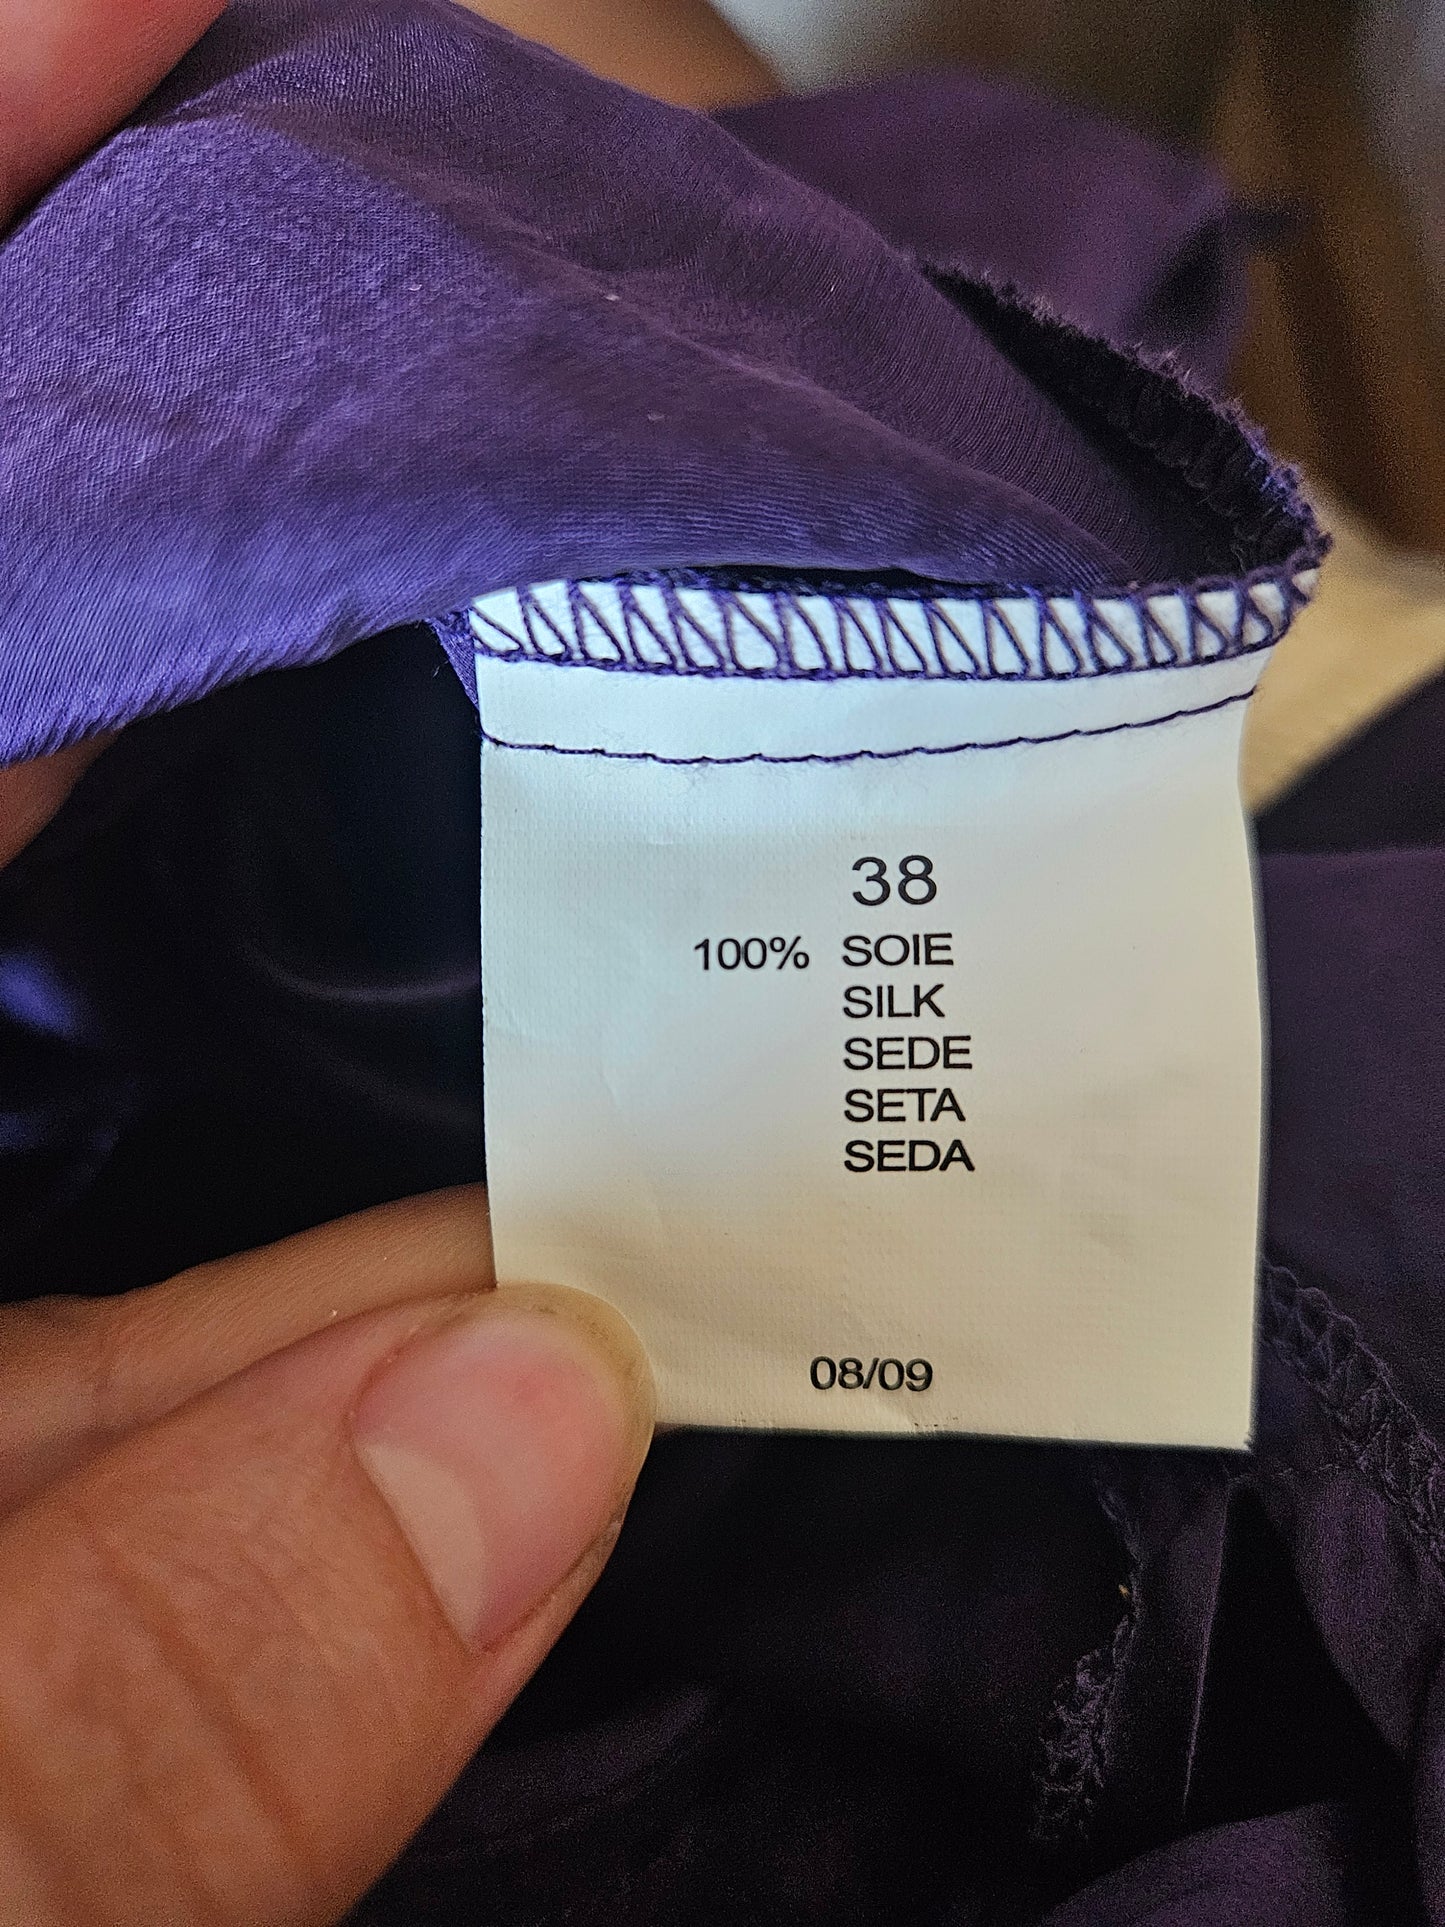 38
100% SOIE
SILK
SEDE
SETA
SEDA
08/09